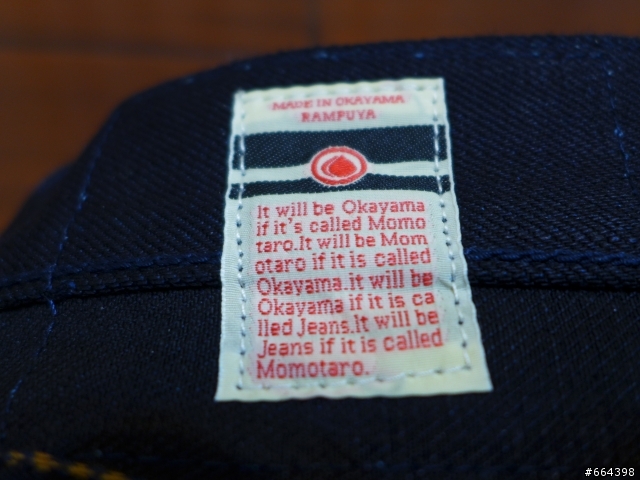 MADE IN OKAYAMA
RAMPUYA
It will be Okayama
if it's called Momo
taro.It will be Mom
otaro if it is called
Okayama.it will be
Okayama if it is ca
lled Jeans.It will be
Jeans if it is called
Momotaro.
#664398